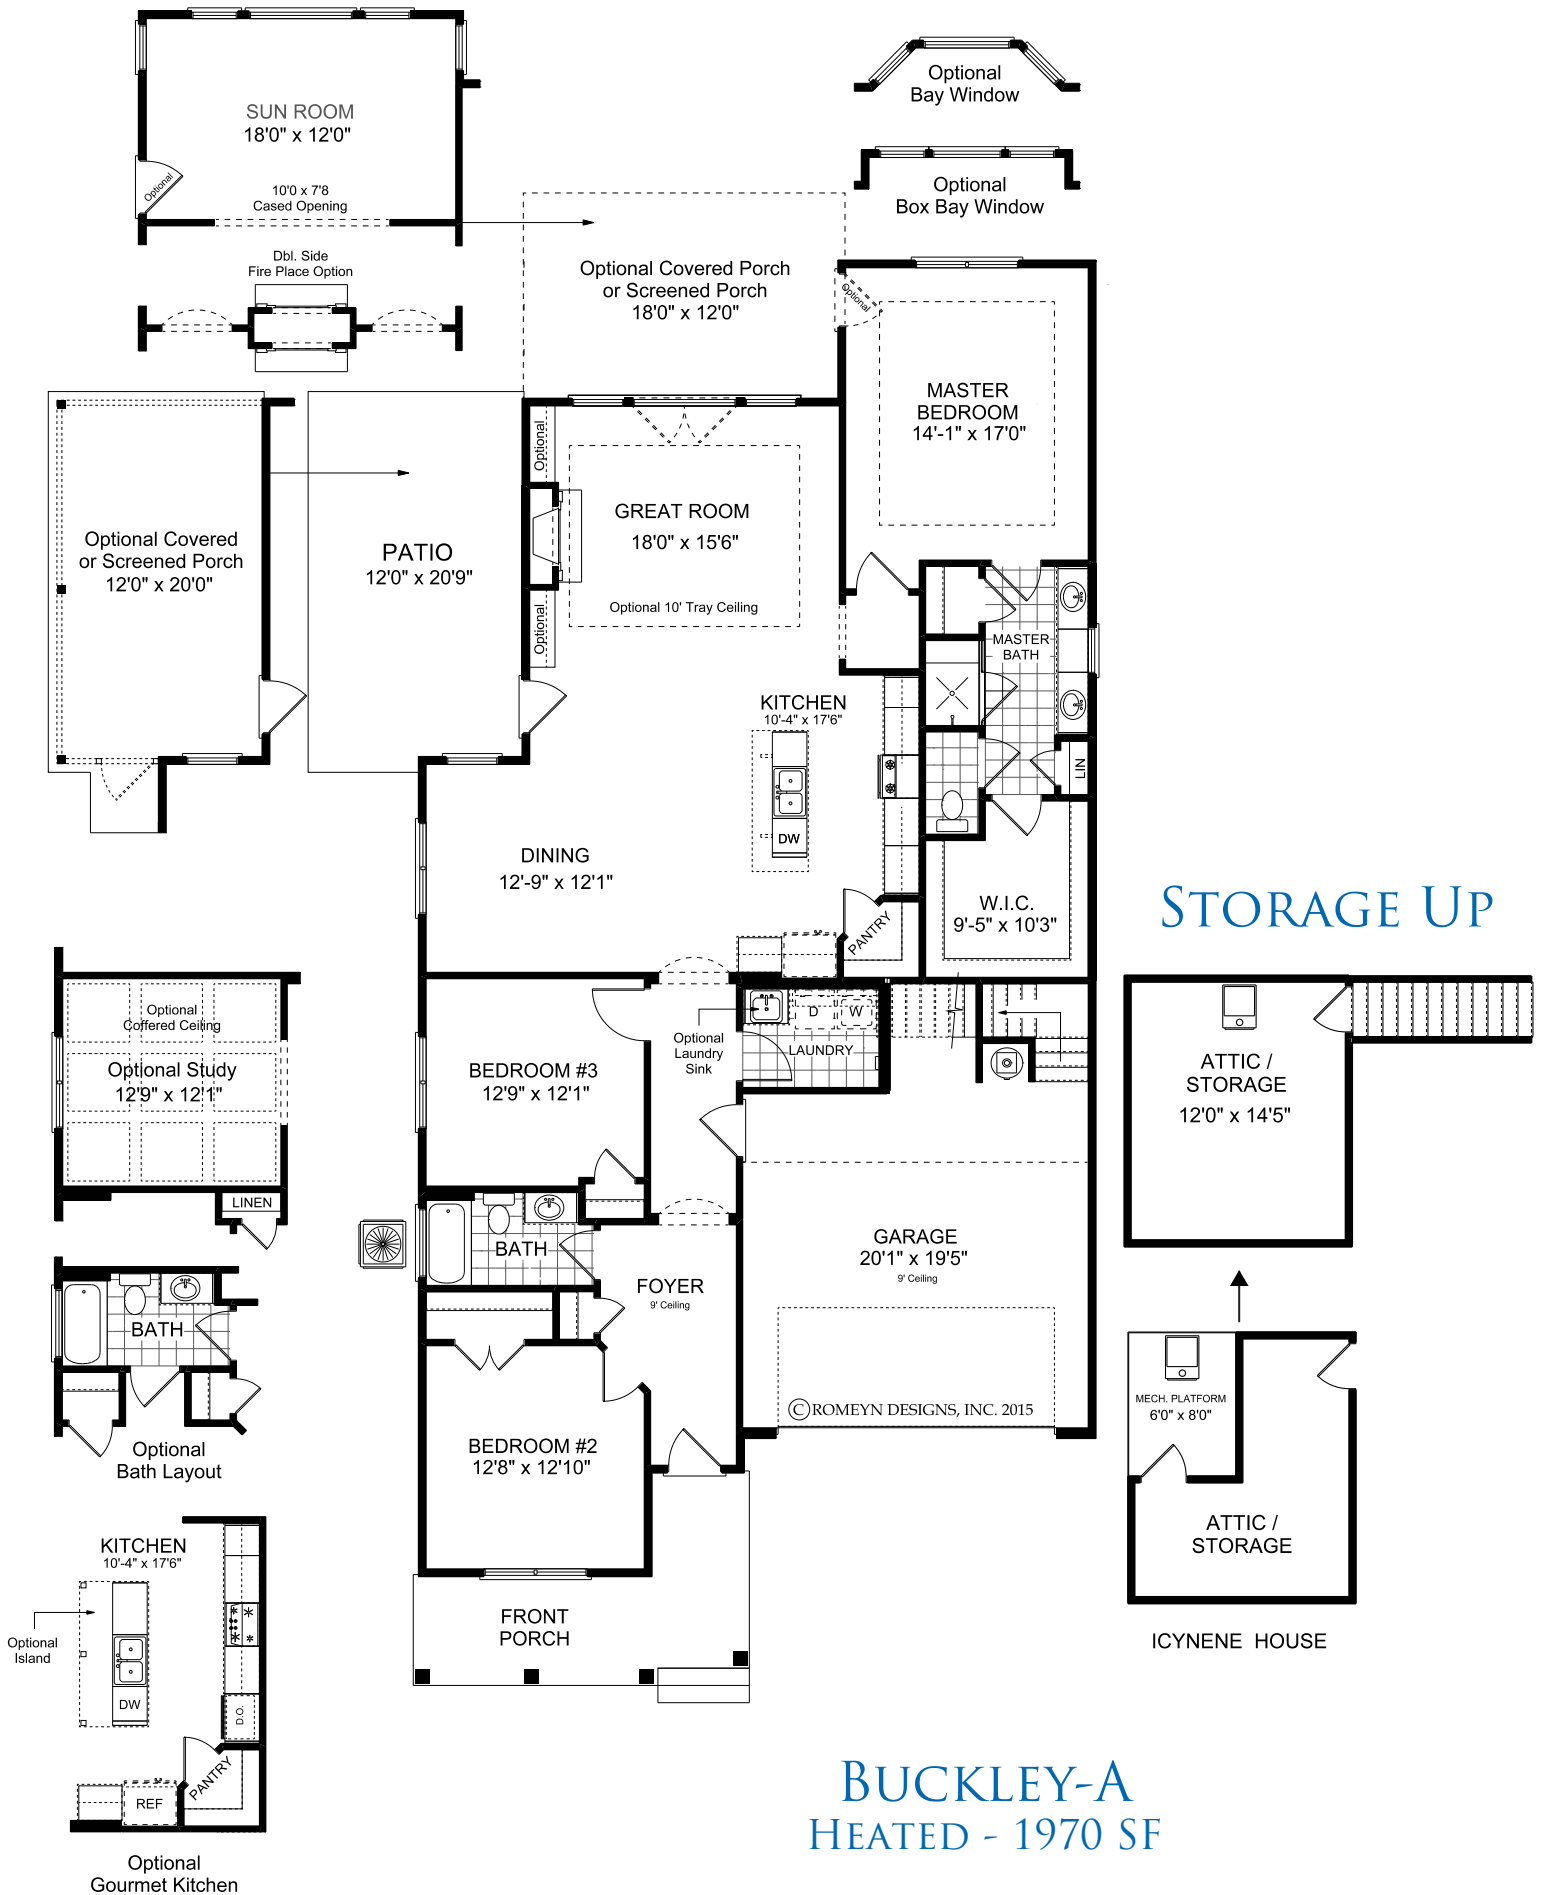 SUN ROOM
18'0" x 12'0"
Optional
10'0 x 7'8
Cased Opening
Dbl. Side
Fire Place Option
Optional
Bay Window
Optional
Box Bay Window
Optional Covered Porch
or Screened Porch
18'0" x 12'0"
Optional
MASTER
BEDROOM
14'-1" x 17'0"
Optional
GREAT ROOM
18'0" x 15'6"
Optional 10' Tray Ceiling
Optional
Optional Covered
or Screened Porch
12'0" x 20'0"
PATIO
12'0" x 20'9"
MASTER
BATH
LIN
KITCHEN
10'-4" x 17'6"
DW
DINING
12'-9" x 12'1"
PANTRY
W.I.C.
9'-5" x 10'3"
STORAGE UP
Optional
Coffered Ceiling
Optional Study
12'9" x 12'1"
LINEN
BEDROOM #3
12'9" x 12'1"
Optional
Laundry
Sink
D
W
LAUNDRY
ATTIC /
STORAGE
12'0" x 14'5"
BATH
FOYER
9' Ceiling
GARAGE
20'1" x 19'5"
9' Ceiling
BATH
Optional
Bath Layout
©ROMEYN DESIGNS, INC. 2015
BEDROOM #2
12'8" x 12'10"
MECH. PLATFORM
6'0" x 8'0"
ATTIC /
STORAGE
ICYNENE HOUSE
KITCHEN
10'-4" x 17'6"
Optional
Island
DW
D.O.
PANTRY
REF
Optional
Gourmet Kitchen
FRONT
PORCH
BUCKLEY-A
HEATED - 1970 SF